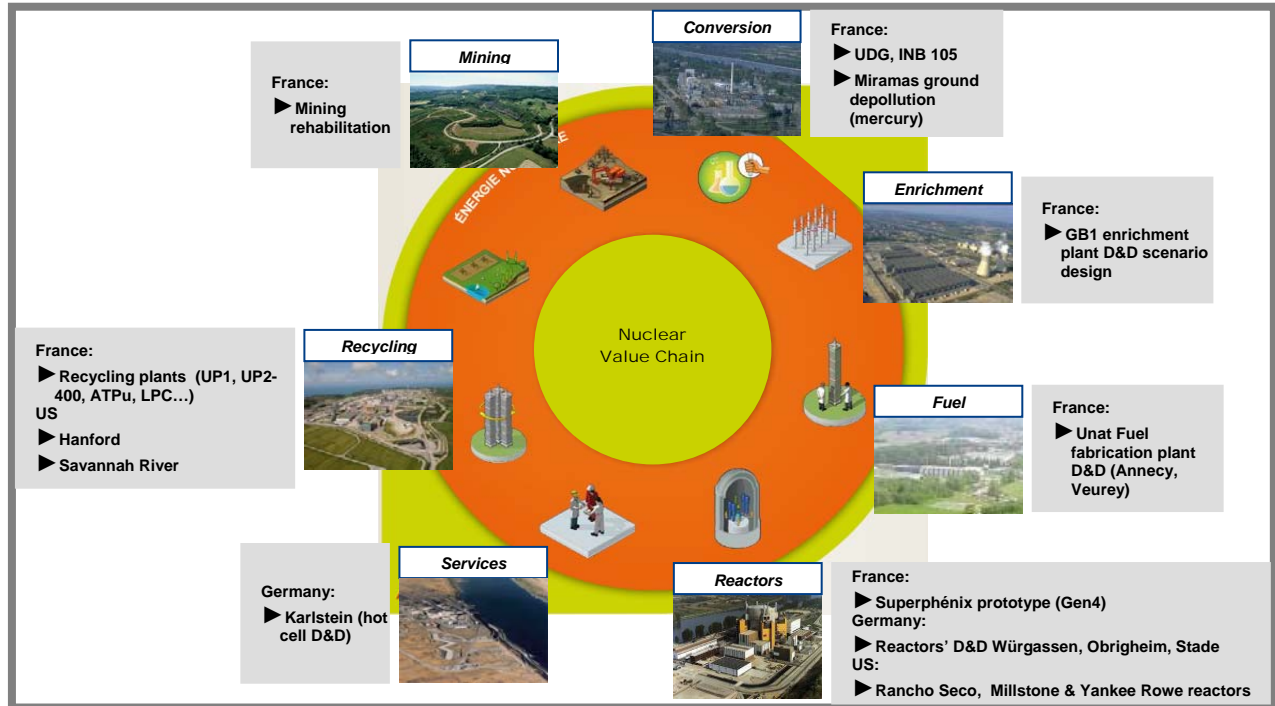 Mining
France:
► Mining
rehabilitation
Conversion
France:
► UDG, INB 105
► Miramas ground
depollution
(mercury)
ÉNERGIE
Enrichment
France:
► GB1 enrichment
plant D&D scenario
design
Nuclear
Value Chain
Recycling
France:
► Recycling plants (UP1, UP2-
400, ATPu, LPC…)
US
► Hanford
► Savannah River
Fuel
France:
► Unat Fuel
fabrication plant
D&D (Annecy,
Veurey)
Services
Germany:
► Karlstein (hot
cell D&D)
Reactors
France:
► Superphénix prototype (Gen4)
Germany:
► Reactors’ D&D Würgassen, Obrigheim, Stade
US:
► Rancho Seco, Millstone & Yankee Rowe reactors